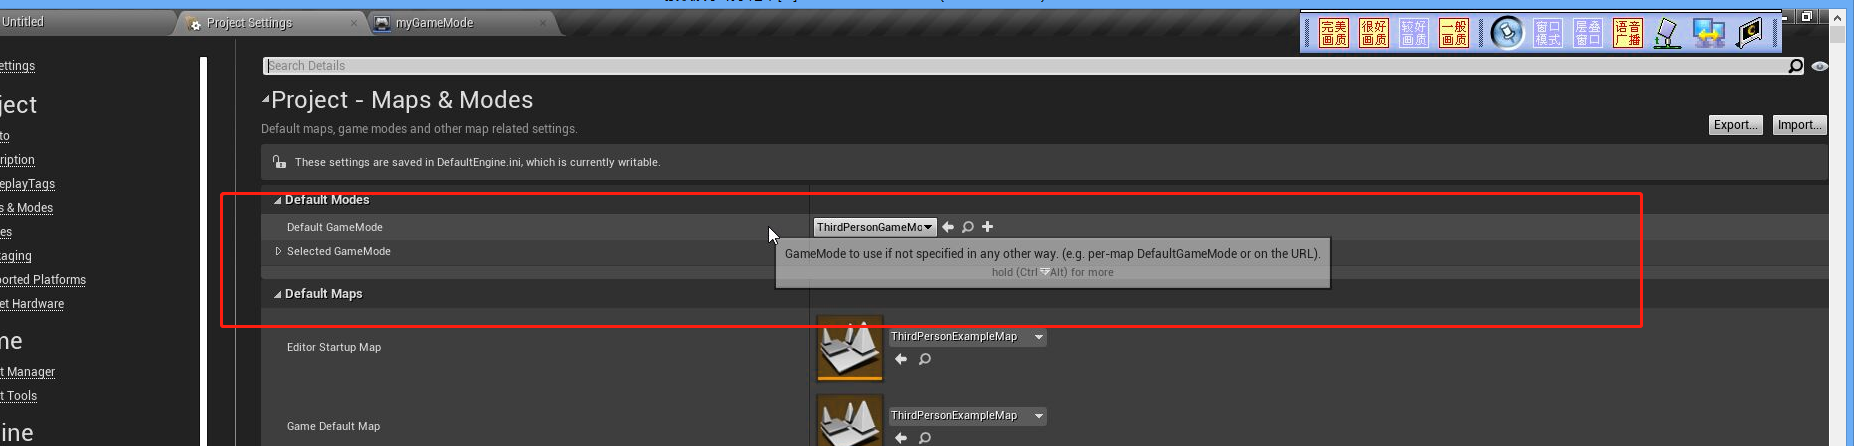 Untitled
Project Settings
myGameMode
完美画质
很好画质
较好画质
一般画质
窗口模式
层叠窗口
语音广播
ettings
ject
to
ription
eplayTags
s & Modes
es
aging
orted Platforms
et Hardware
me
t Manager
t Tools
ine
Search Details
Project - Maps & Modes
Default maps, game modes and other map related settings.
Export...
Import...
These settings are saved in DefaultEngine.ini, which is currently writable.
Default Modes
Default GameMode
ThirdPersonGameMo
Selected GameMode
GameMode to use if not specified in any other way. (e.g. per-map DefaultGameMode or on the URL).
hold (Ctrl Alt) for more
Default Maps
Editor Startup Map
ThirdPersonExampleMap
Game Default Map
ThirdPersonExampleMap